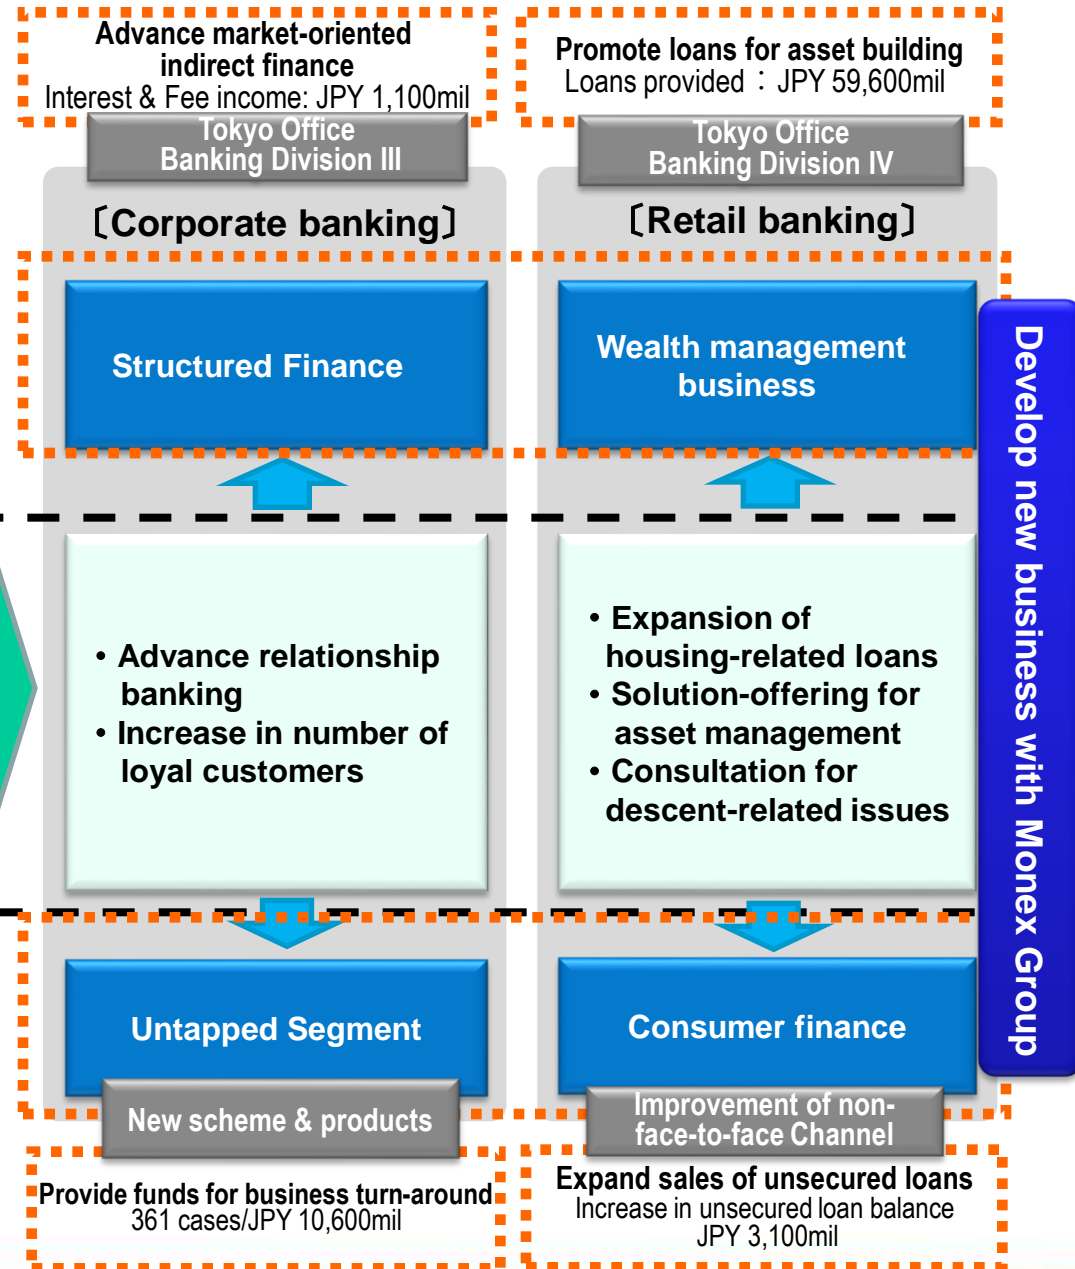 Advance market-oriented
indirect finance
Interest & Fee income: JPY 1,100mil
Tokyo Office
Banking Division III
〔Corporate banking〕
Structured Finance
・Advance relationship
banking
・Increase in number of
loyal customers
Untapped Segment
New scheme & products
Provide funds for business turn-around
361 cases/JPY 10,600mil
Promote loans for asset building
Loans provided：JPY 59,600mil
Tokyo Office
Banking Division IV
〔Retail banking〕
Wealth management
business
・Expansion of
housing-related loans
・Solution-offering for
asset management
・Consultation for
descent-related issues
Consumer finance
Improvement of non-
face-to-face Channel
Expand sales of unsecured loans
Increase in unsecured loan balance
JPY 3,100mil
Develop new business with Monex Group